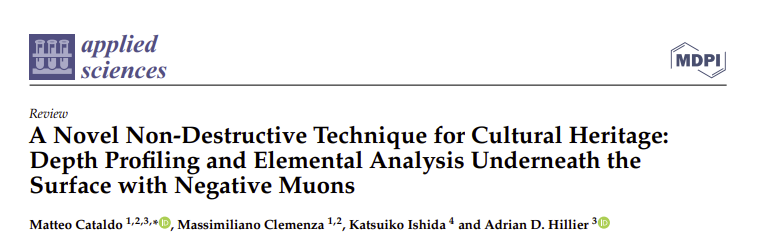 applied
sciences
MDPI
Review
A Novel Non-Destructive Technique for Cultural Heritage:
Depth Profiling and Elemental Analysis Underneath the
Surface with Negative Muons
Matteo Cataldo 1,2,3,* iD, Massimiliano Clemenza 1,2, Katsuiko Ishida 4 and Adrian D. Hillier 3 iD